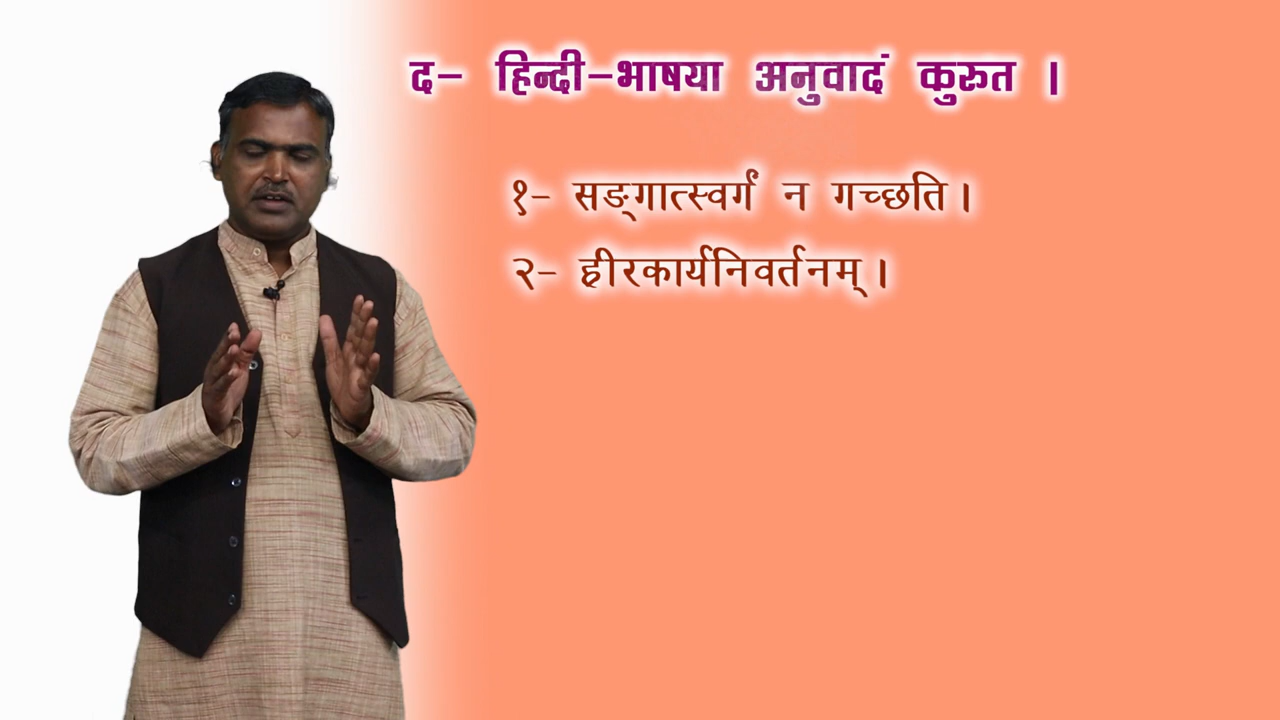 द- हिन्दी-भाषया अनुवादं कुरुत ।
१- सङ्गात्स्वर्गं न गच्छति ।
२- ह्रीरकार्यनिवर्तनम् ।